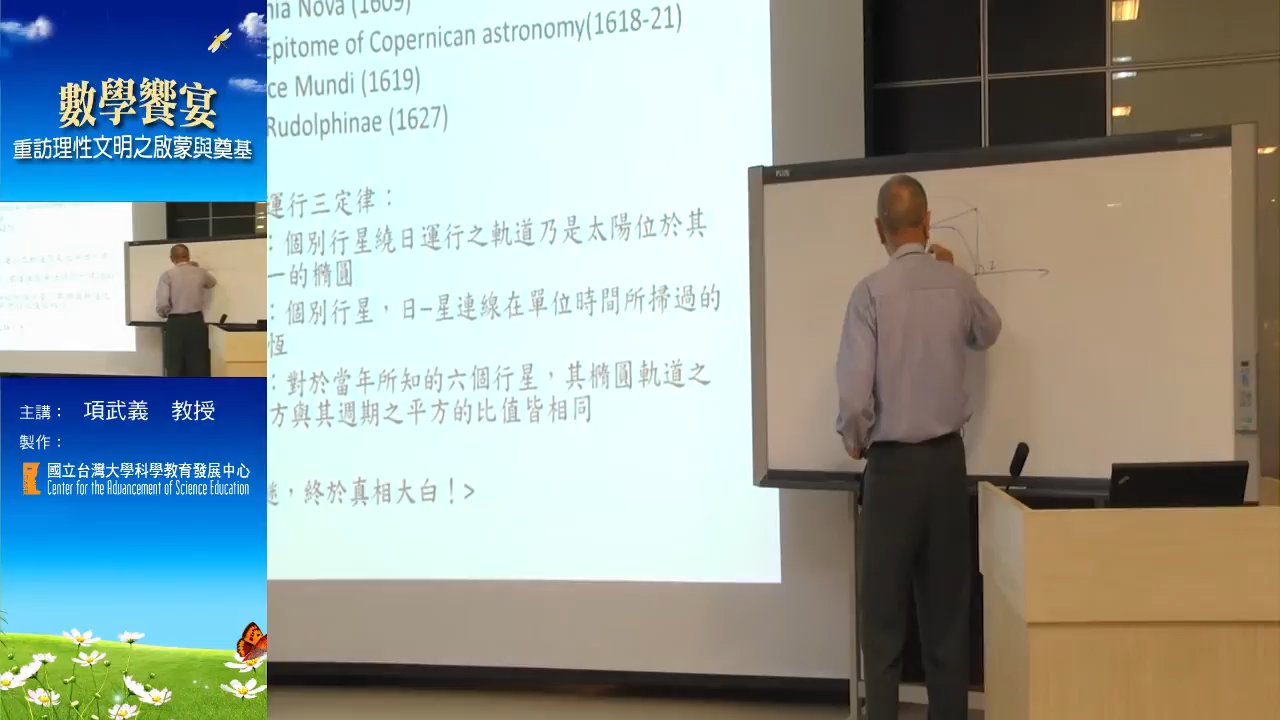 數學饗宴
重訪理性文明之啟蒙與奠基
主講： 項武義 教授
製作：
國立台灣大學科學教育發展中心
Center for the Advancement of Science Education
nia Nova (1609)
Epitome of Copernican astronomy(1618-21)
ce Mundi (1619)
Rudolphinae (1627)
運行三定律：
：個別行星繞日運行之軌道乃是太陽位於其
一的橢圓
：個別行星，日–星連線在單位時間所掃過的
恆
：對於當年所知的六個行星，其橢圓軌道之
方與其週期之平方的比值皆相同
謎，終於真相大白！>
PLUS